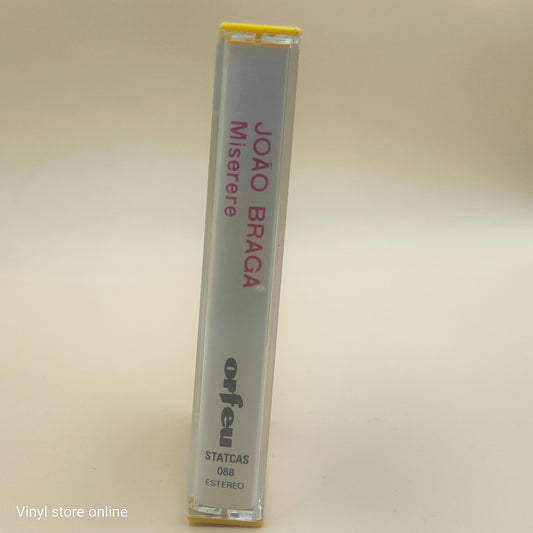 JOÃO BRAGA
Miserere
orfeu
STATCAS
088
ESTEREO
Vinyl store online